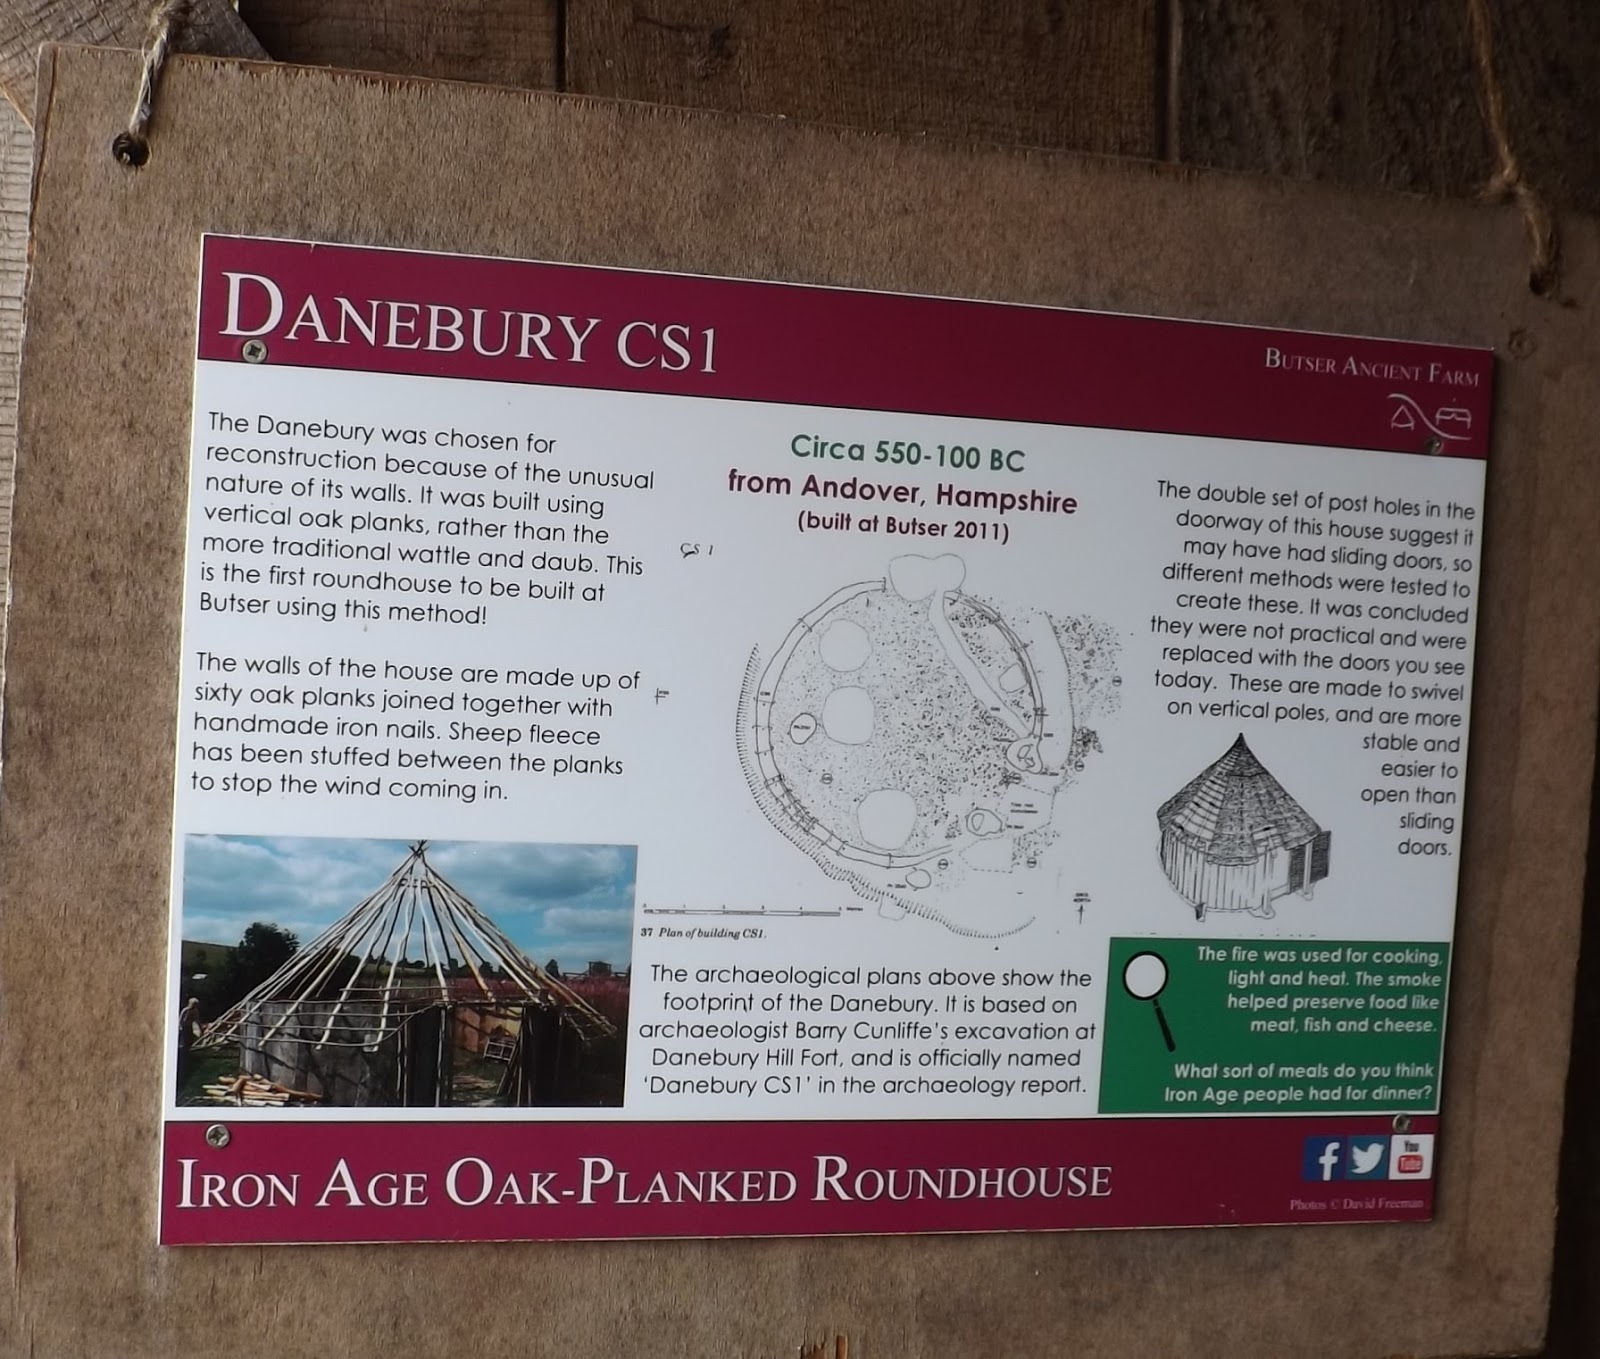 DANEBURY CS1
BUTSER ANCIENT FARM
The Danebury was chosen for
reconstruction because of the unusual
nature of its walls. It was built using
vertical oak planks, rather than the
more traditional wattle and daub. This
is the first roundhouse to be built at
Butser using this method!
The walls of the house are made up of
sixty oak planks joined together with
handmade iron nails. Sheep fleece
has been stuffed between the planks
to stop the wind coming in.
Circa 550-100 BC
from Andover, Hampshire
(built at Butser 2011)
CS 1
37 Plan of building CS1.
The archaeological plans above show the
footprint of the Danebury. It is based on
archaeologist Barry Cunliffe's excavation at
Danebury Hill Fort, and is officially named
'Danebury CS1' in the archaeology report.
The double set of post holes in the
doorway of this house suggest it
may have had sliding doors, so
different methods were tested to
create these. It was concluded
they were not practical and were
replaced with the doors you see
today. These are made to swivel
on vertical poles, and are more
stable and
easier to
open than
sliding
doors.
The fire was used for cooking,
light and heat. The smoke
helped preserve food like
meat, fish and cheese.
What sort of meals do you think
Iron Age people had for dinner?
IRON AGE OAK-PLANKED ROUNDHOUSE
You
Tube
Photos © David Freeman